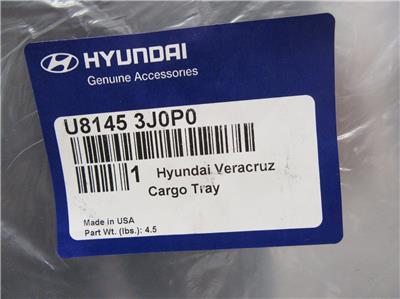 HYUNDAI
Genuine Accessories
U8145 3J0P0
1 Hyundai Veracruz
Cargo Tray
Made in USA
Part Wt. (lbs.): 4.5